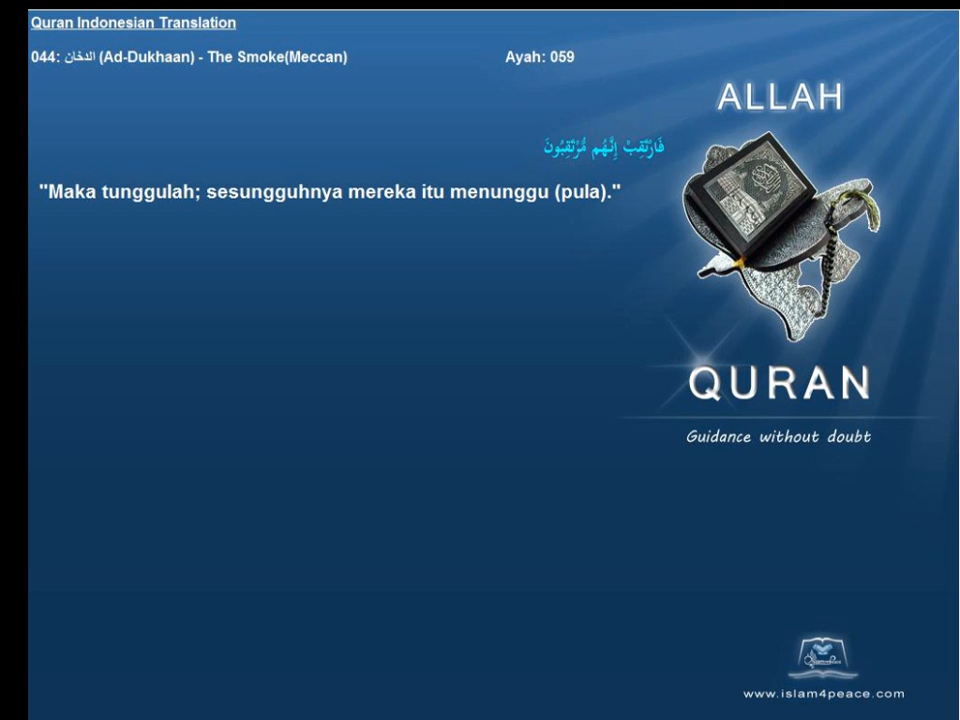 Quran Indonesian Translation
044: الدخان (Ad-Dukhaan) - The Smoke(Meccan) Ayah: 059
ALLAH
فَارْتَقِبْ إِنَّهُم مُّرْتَقِبُونَ
"Maka tunggulah; sesungguhnya mereka itu menunggu (pula)."
QURAN
Guidance without doubt
www.islam4peace.com